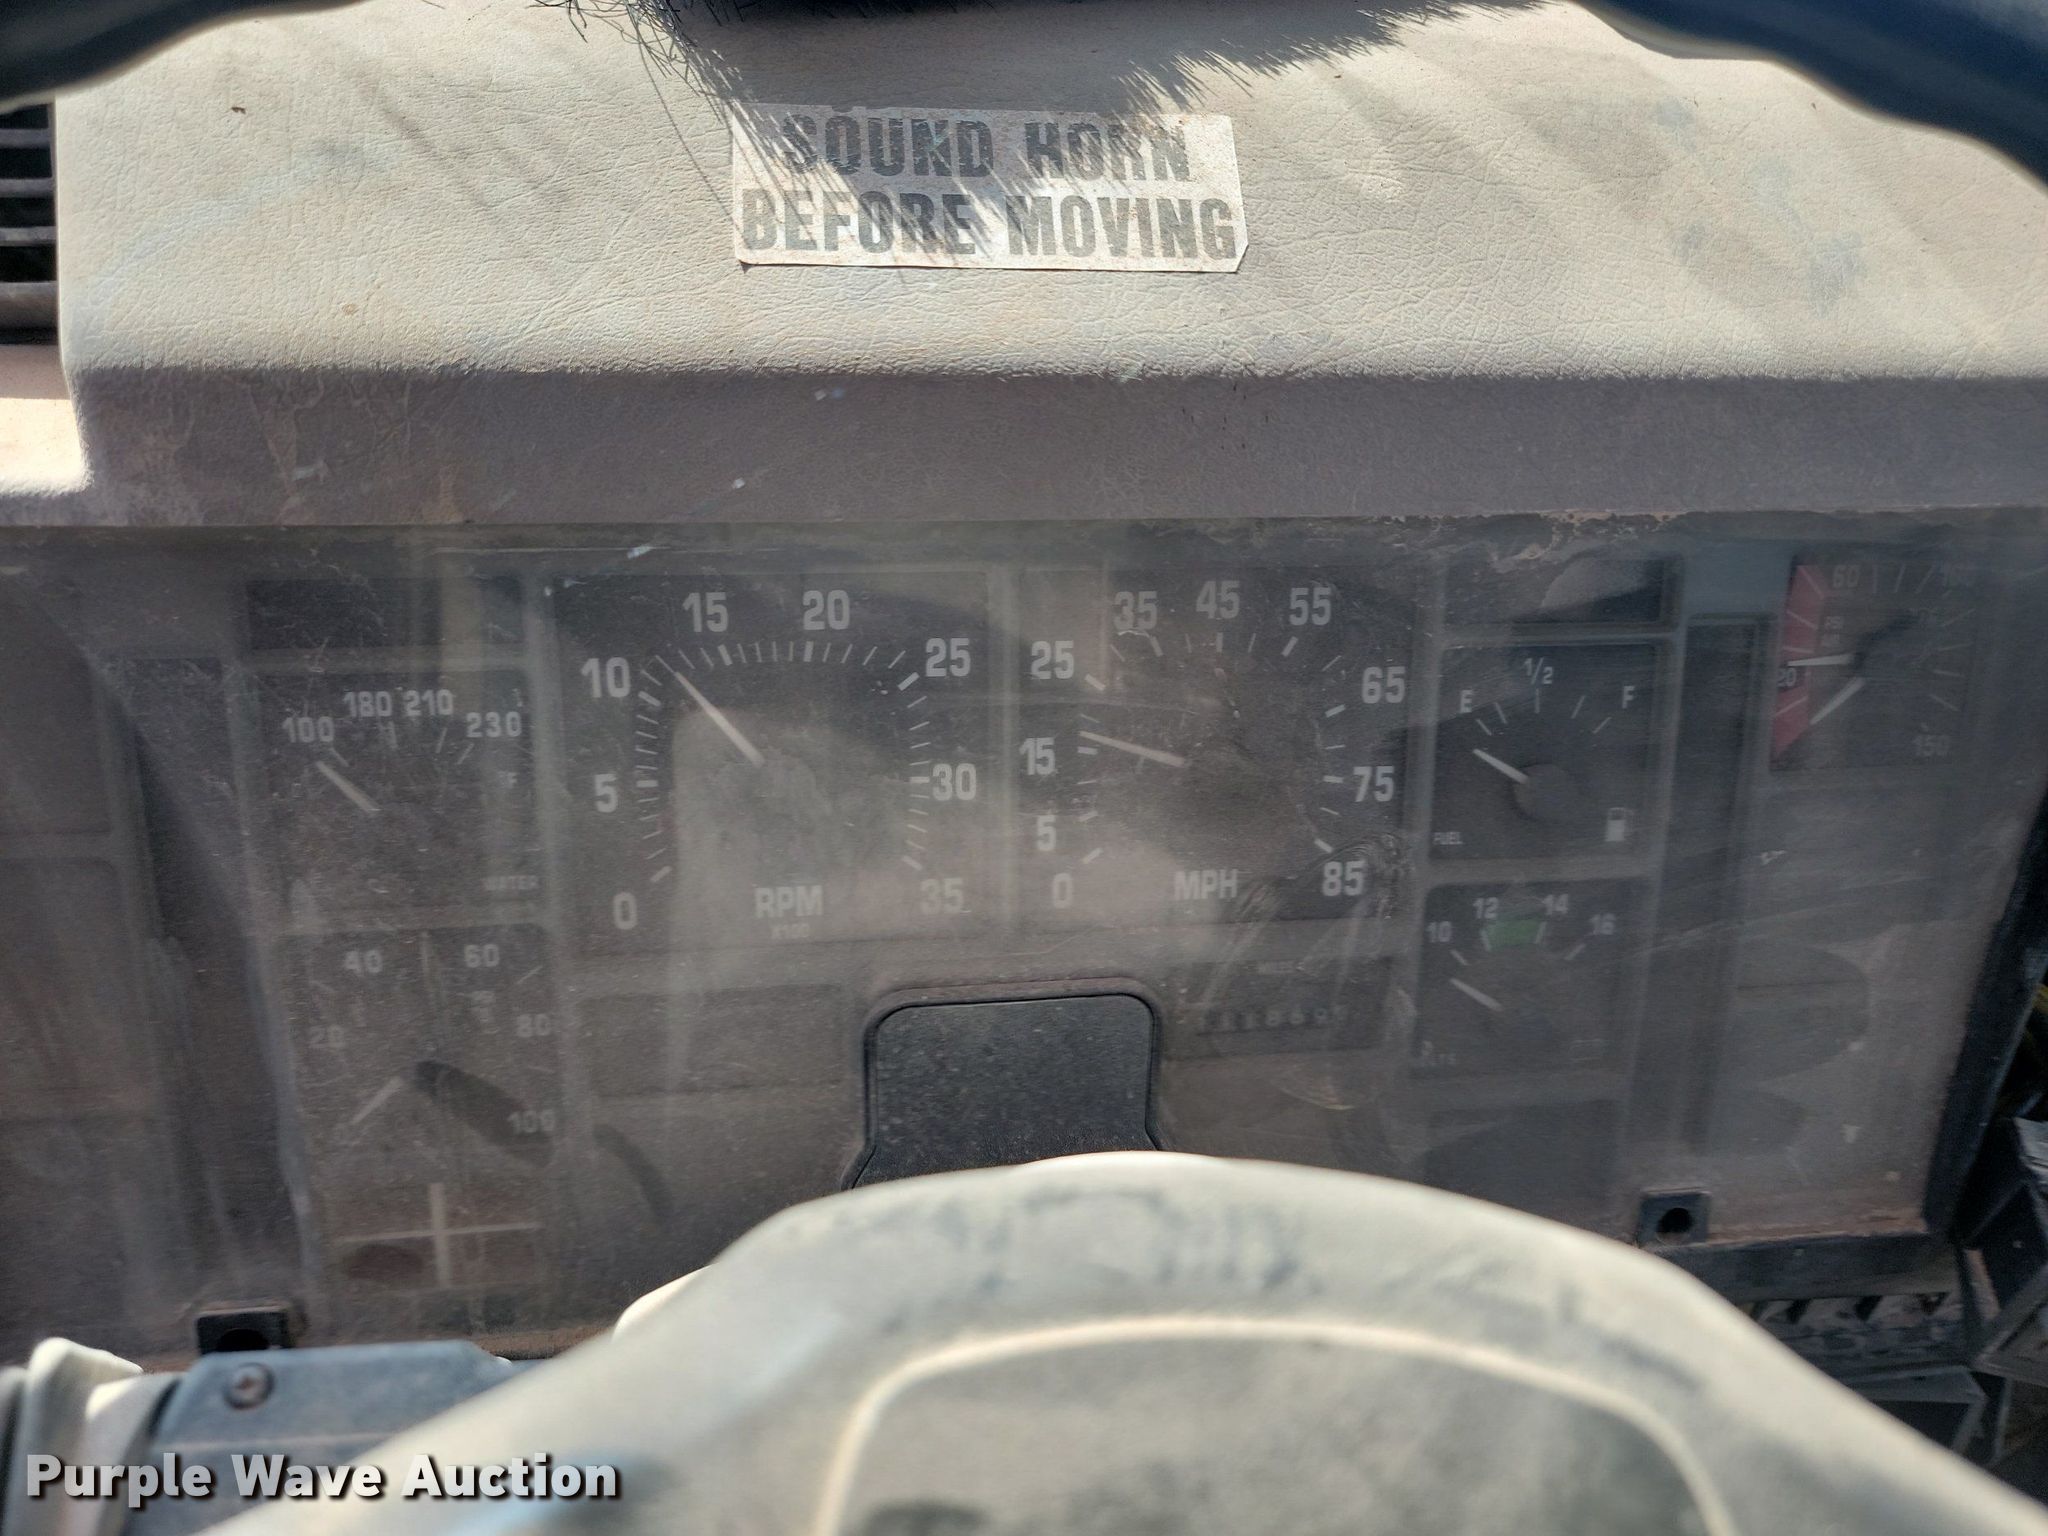 SOUND HORN
BEFORE MOVING
100 180 210 230
WATER
0 5 10 15 20 25 30 35
RPM
X100
0 5 15 25 35 45 55 65 75 85
MPH
E 1/2 F
FUEL
60
150
20 40 60 80 100
10 12 14 16
Purple Wave Auction